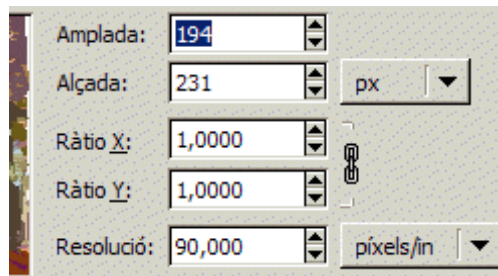 Amplada: 194
Alçada: 231 px
Ràtio X: 1,0000
Ràtio Y: 1,0000
Resolució: 90,000 píxels/in